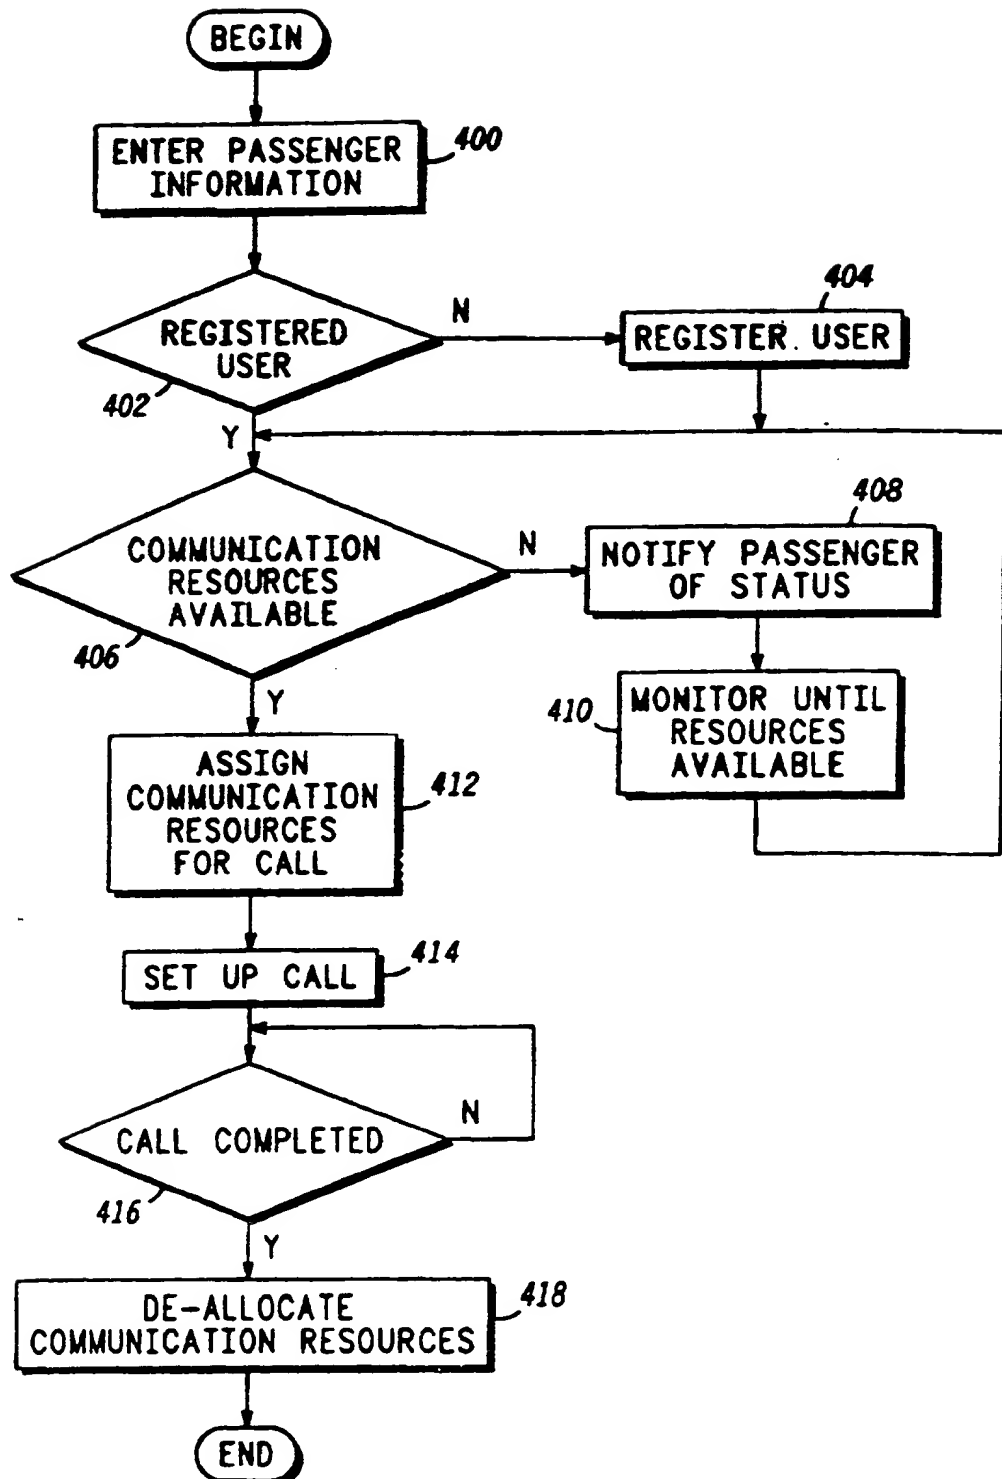 BEGIN
ENTER PASSENGER
INFORMATION
400
REGISTERED
USER
402
N
Y
404
REGISTER USER
COMMUNICATION
RESOURCES
AVAILABLE
406
N
Y
408
NOTIFY PASSENGER
OF STATUS
410
MONITOR UNTIL
RESOURCES
AVAILABLE
ASSIGN
COMMUNICATION
RESOURCES
FOR CALL
412
SET UP CALL
414
CALL COMPLETED
416
N
Y
DE-ALLOCATE
COMMUNICATION RESOURCES
418
END